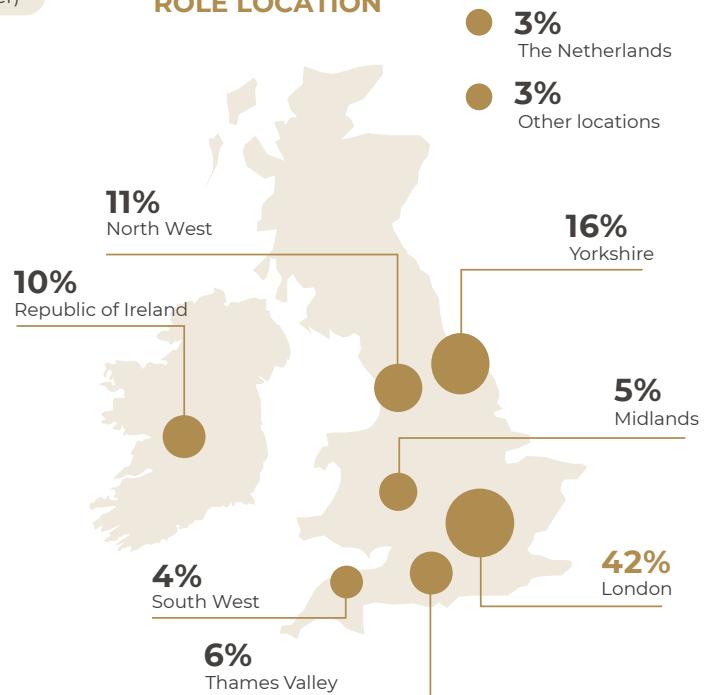 ROLE LOCATION
3%
The Netherlands
3%
Other locations
11%
North West
16%
Yorkshire
10%
Republic of Ireland
5%
Midlands
42%
London
4%
South West
6%
Thames Valley